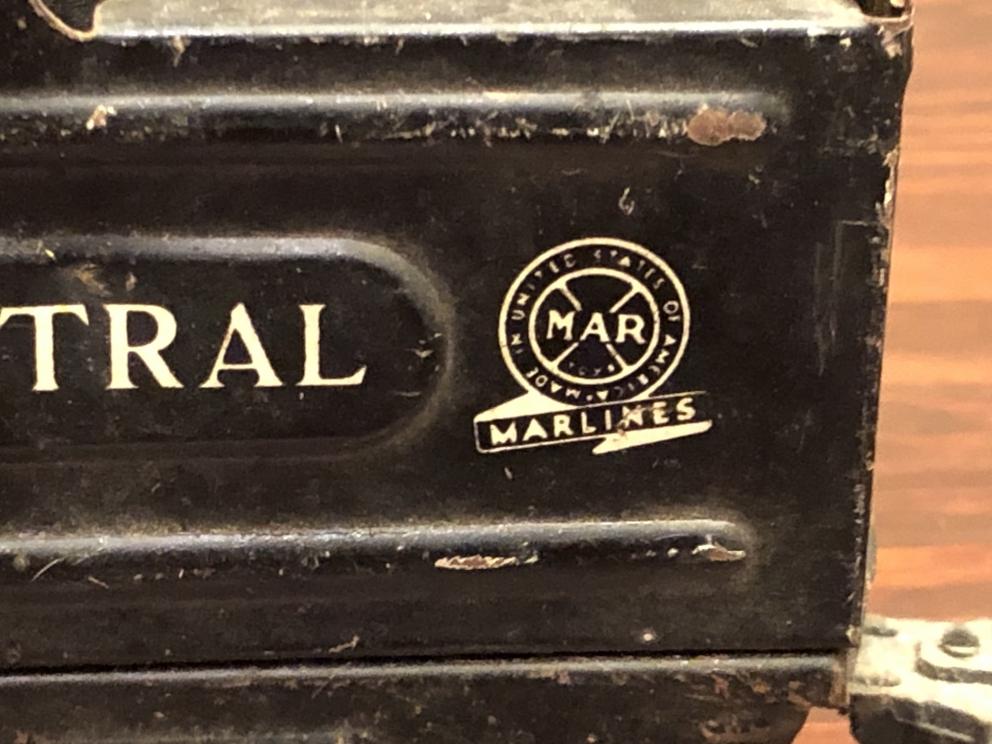 TRAL
MADE IN UNITED STATES OF AMERICA
MAR
MARLINES